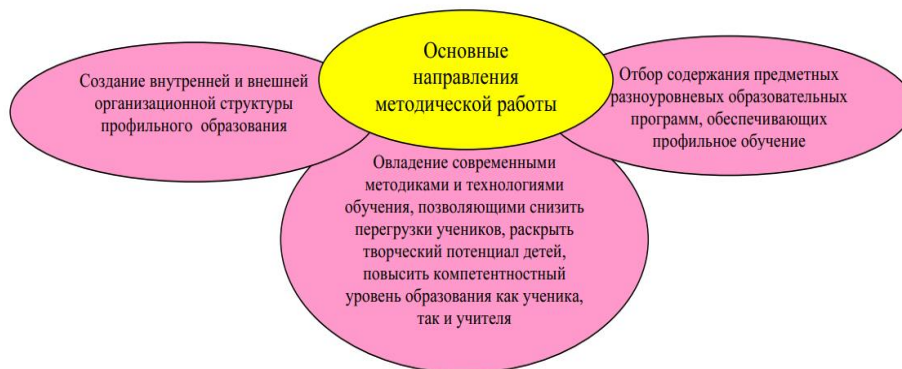 Основные
направления
методической работы
Создание внутренней и внешней
организационной структуры
профильного образования
Отбор содержания предметных
разноуровневых образовательных
программ, обеспечивающих
профильное обучение
Овладение современными
методиками и технологиями
обучения, позволяющими снизить
перегрузки учеников, раскрыть
творческий потенциал детей,
повысить компетентностный
уровень образования как ученика,
так и учителя